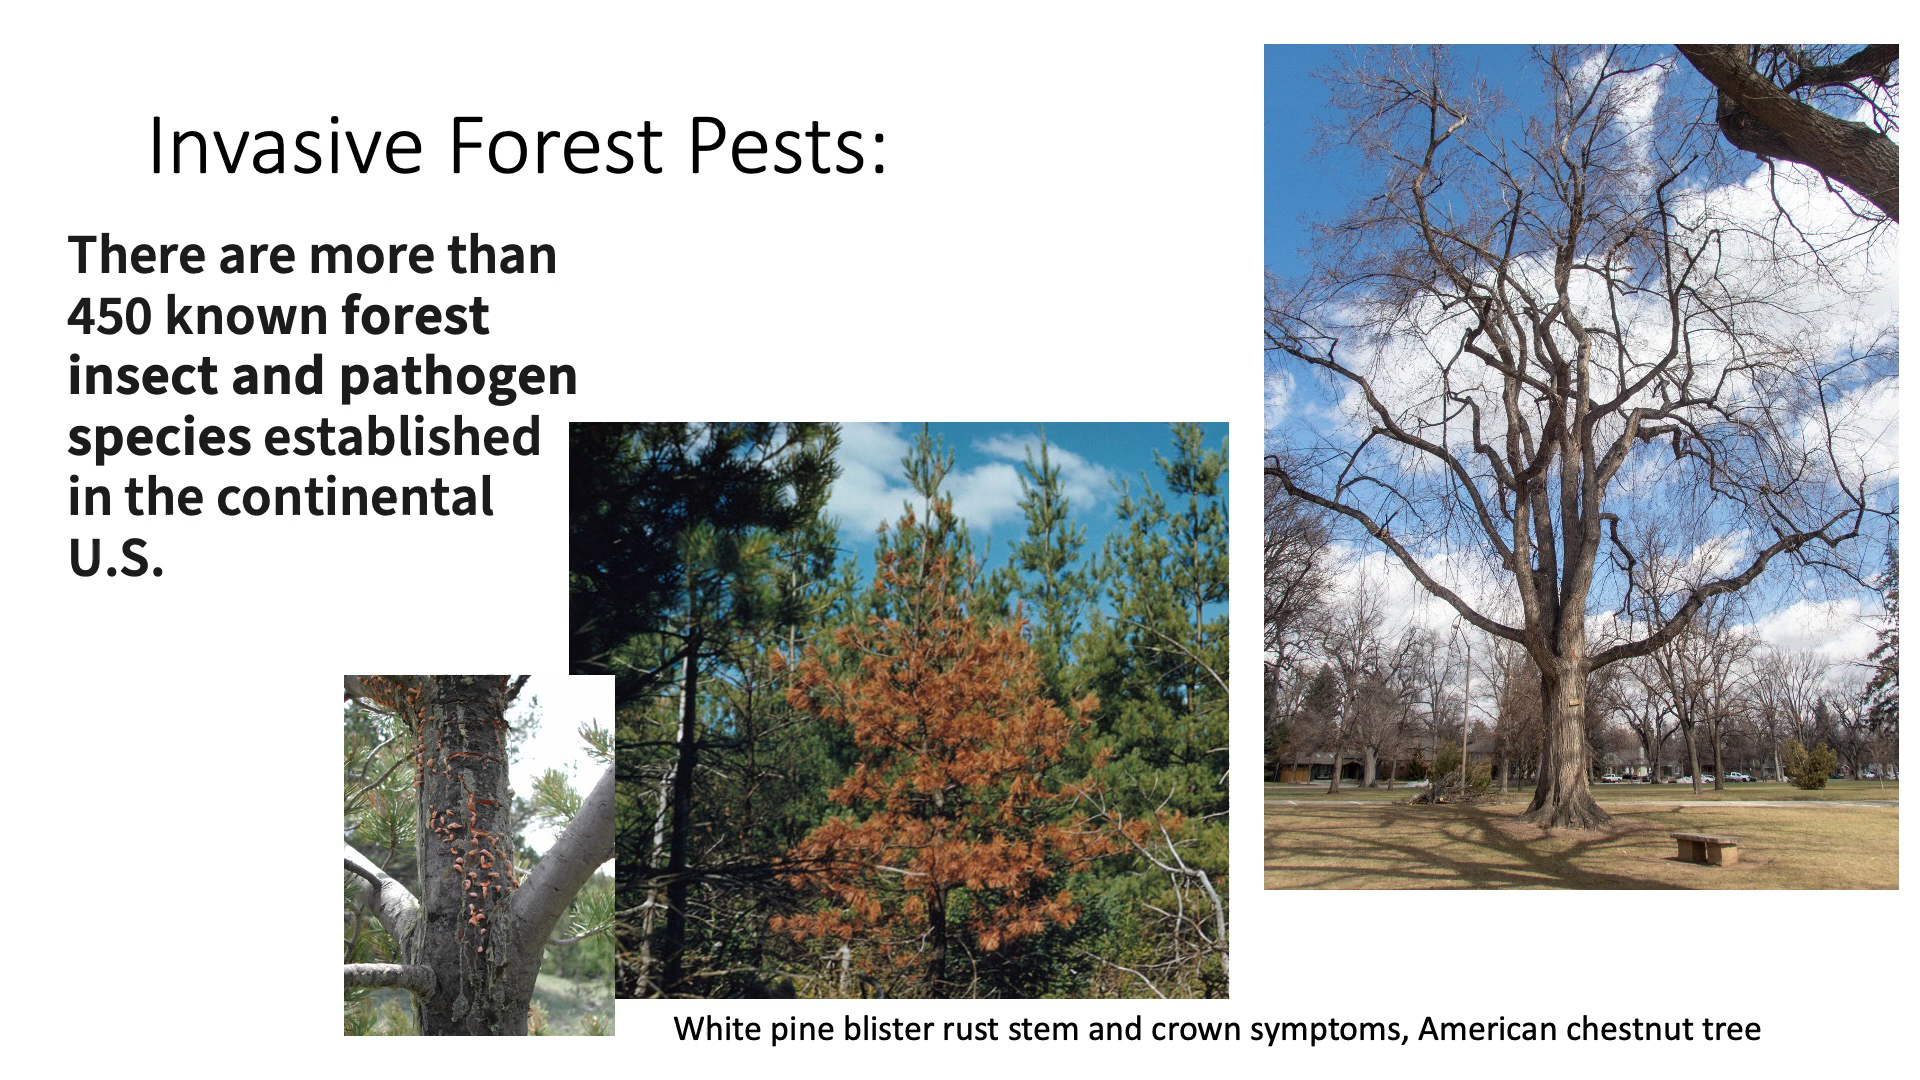 Invasive Forest Pests:
There are more than
450 known forest
insect and pathogen
species established
in the continental
U.S.
White pine blister rust stem and crown symptoms, American chestnut tree